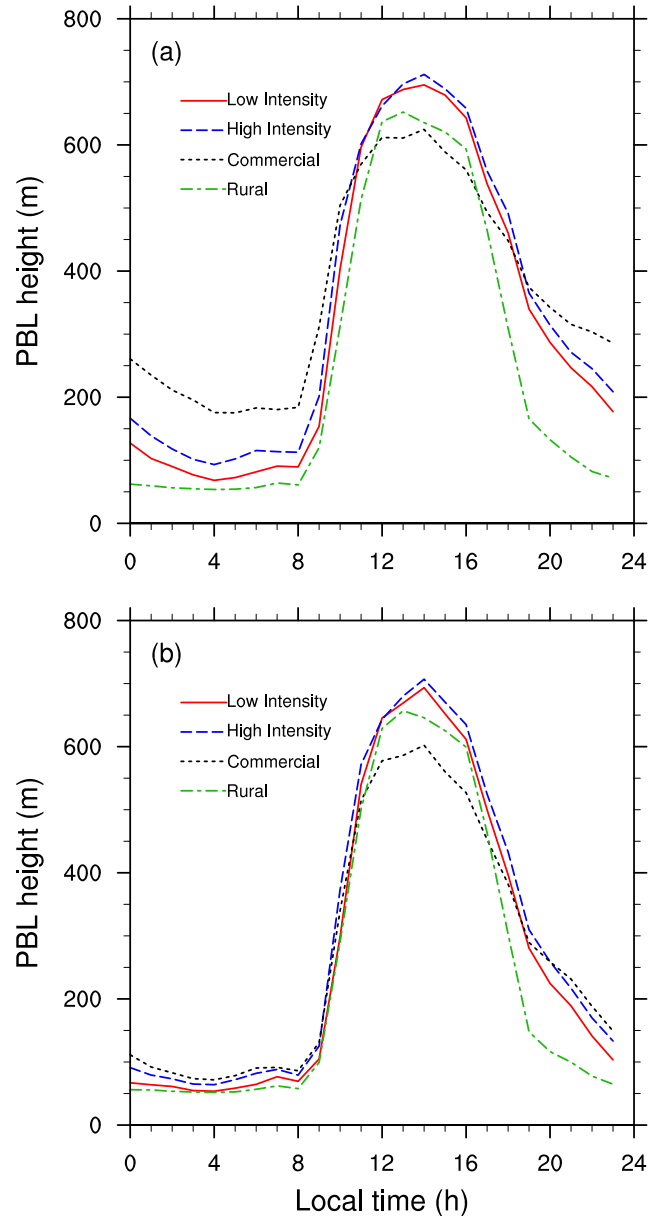 800
(a)
Low Intensity
High Intensity
Commercial
Rural
600
400
200
0
PBL height (m)
0 4 8 12 16 20 24
800
(b)
Low Intensity
High Intensity
Commercial
Rural
600
400
200
0
PBL height (m)
0 4 8 12 16 20 24
Local time (h)